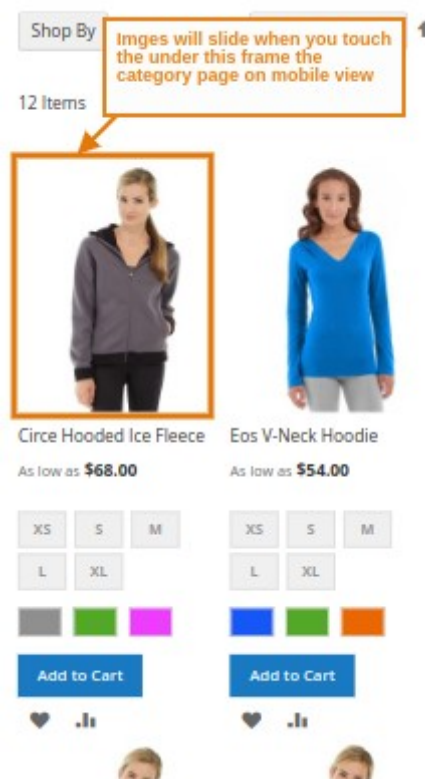 Shop By
Imges will slide when you touch
the under this frame the
category page on mobile view
12 Items
Circe Hooded Ice Fleece
As low as $68.00
XS S M
L XL
Add to Cart
Eos V-Neck Hoodie
As low as $54.00
XS S M
L XL
Add to Cart